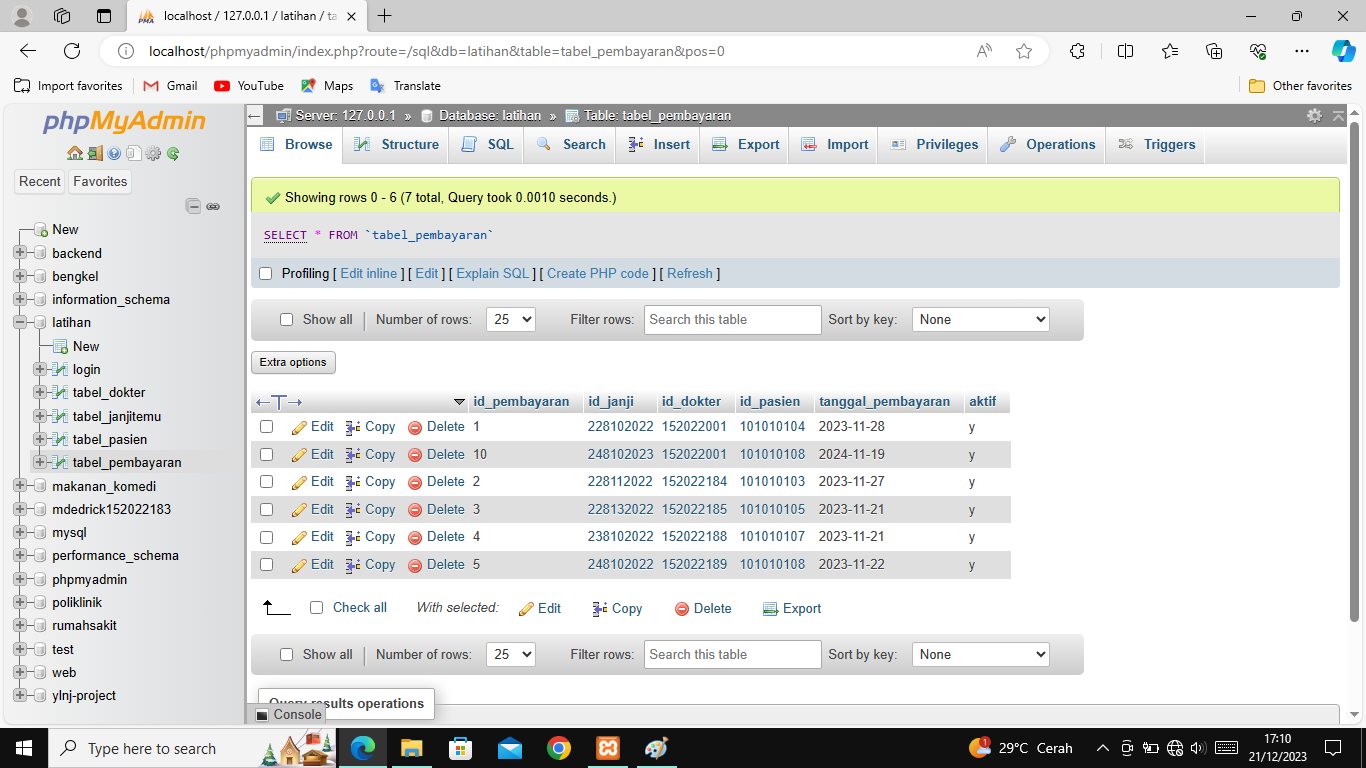 localhost / 127.0.0.1 / latihan / ta
localhost/phpmyadmin/index.php?route=/sql&db=latihan&table=tabel_pembayaran&pos=0
Import favorites Gmail YouTube Maps Translate Other favorites
phpMyAdmin
Recent Favorites
New
backend
bengkel
information_schema
latihan
New
login
tabel_dokter
tabel_janjitemu
tabel_pasien
tabel_pembayaran
makanan_komedi
mdedrick152022183
mysql
performance_schema
phpmyadmin
poliklinik
rumahsakit
test
web
ylnj-project
Server: 127.0.0.1 » Database: latihan » Table: tabel_pembayaran
Browse Structure SQL Search Insert Export Import Privileges Operations Triggers
Showing rows 0 - 6 (7 total, Query took 0.0010 seconds.)
SELECT * FROM `tabel_pembayaran`
Profiling [ Edit inline ] [ Edit ] [ Explain SQL ] [ Create PHP code ] [ Refresh ]
Show all Number of rows: 25 Filter rows: Search this table Sort by key: None
Extra options
id_pembayaran id_janji id_dokter id_pasien tanggal_pembayaran aktif
Edit Copy Delete 1 228102022 152022001 101010104 2023-11-28 y
Edit Copy Delete 10 248102023 152022001 101010108 2024-11-19 y
Edit Copy Delete 2 228112022 152022184 101010103 2023-11-27 y
Edit Copy Delete 3 228132022 152022185 101010105 2023-11-21 y
Edit Copy Delete 4 238102022 152022188 101010107 2023-11-21 y
Edit Copy Delete 5 248102022 152022189 101010108 2023-11-22 y
Check all With selected: Edit Copy Delete Export
Show all Number of rows: 25 Filter rows: Search this table Sort by key: None
Query results operations
Console
Type here to search
1 29°C Cerah
17:10
21/12/2023